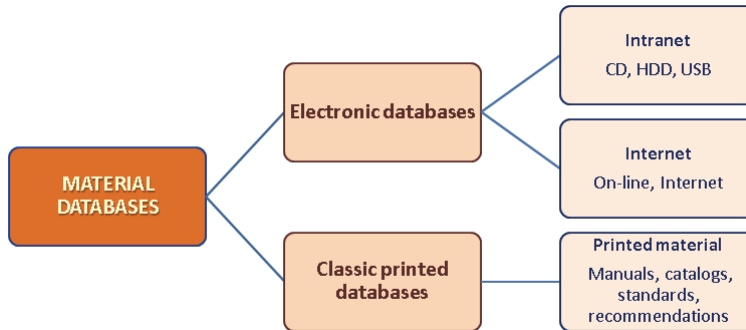 MATERIAL
DATABASES
Electronic databases
Intranet
CD, HDD, USB
Internet
On-line, Internet
Classic printed
databases
Printed material
Manuals, catalogs,
standards,
recommendations